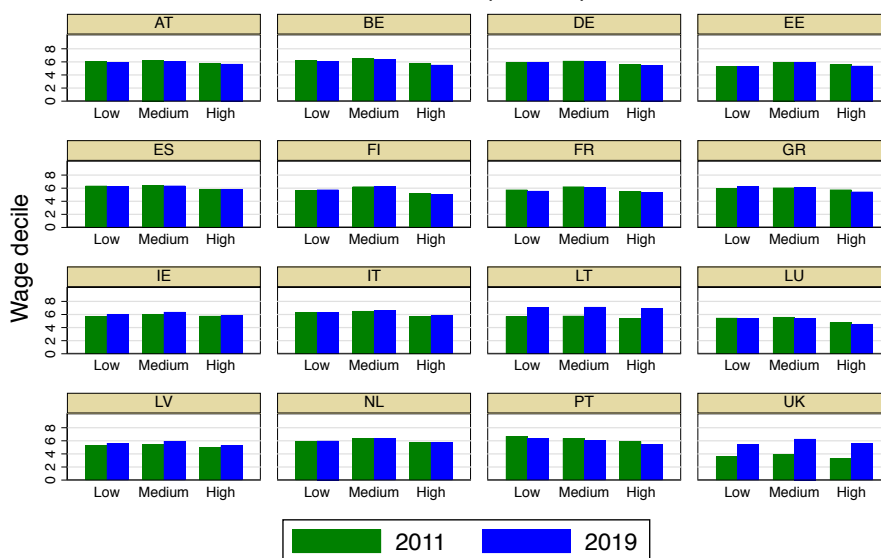 AT BE DE EE
0 2 4 6 8
Low Medium High Low Medium High Low Medium High Low Medium High
ES FI FR GR
0 2 4 6 8
Low Medium High Low Medium High Low Medium High Low Medium High
Wage decile
IE IT LT LU
0 2 4 6 8
Low Medium High Low Medium High Low Medium High Low Medium High
LV NL PT UK
0 2 4 6 8
Low Medium High Low Medium High Low Medium High Low Medium High
2011 2019